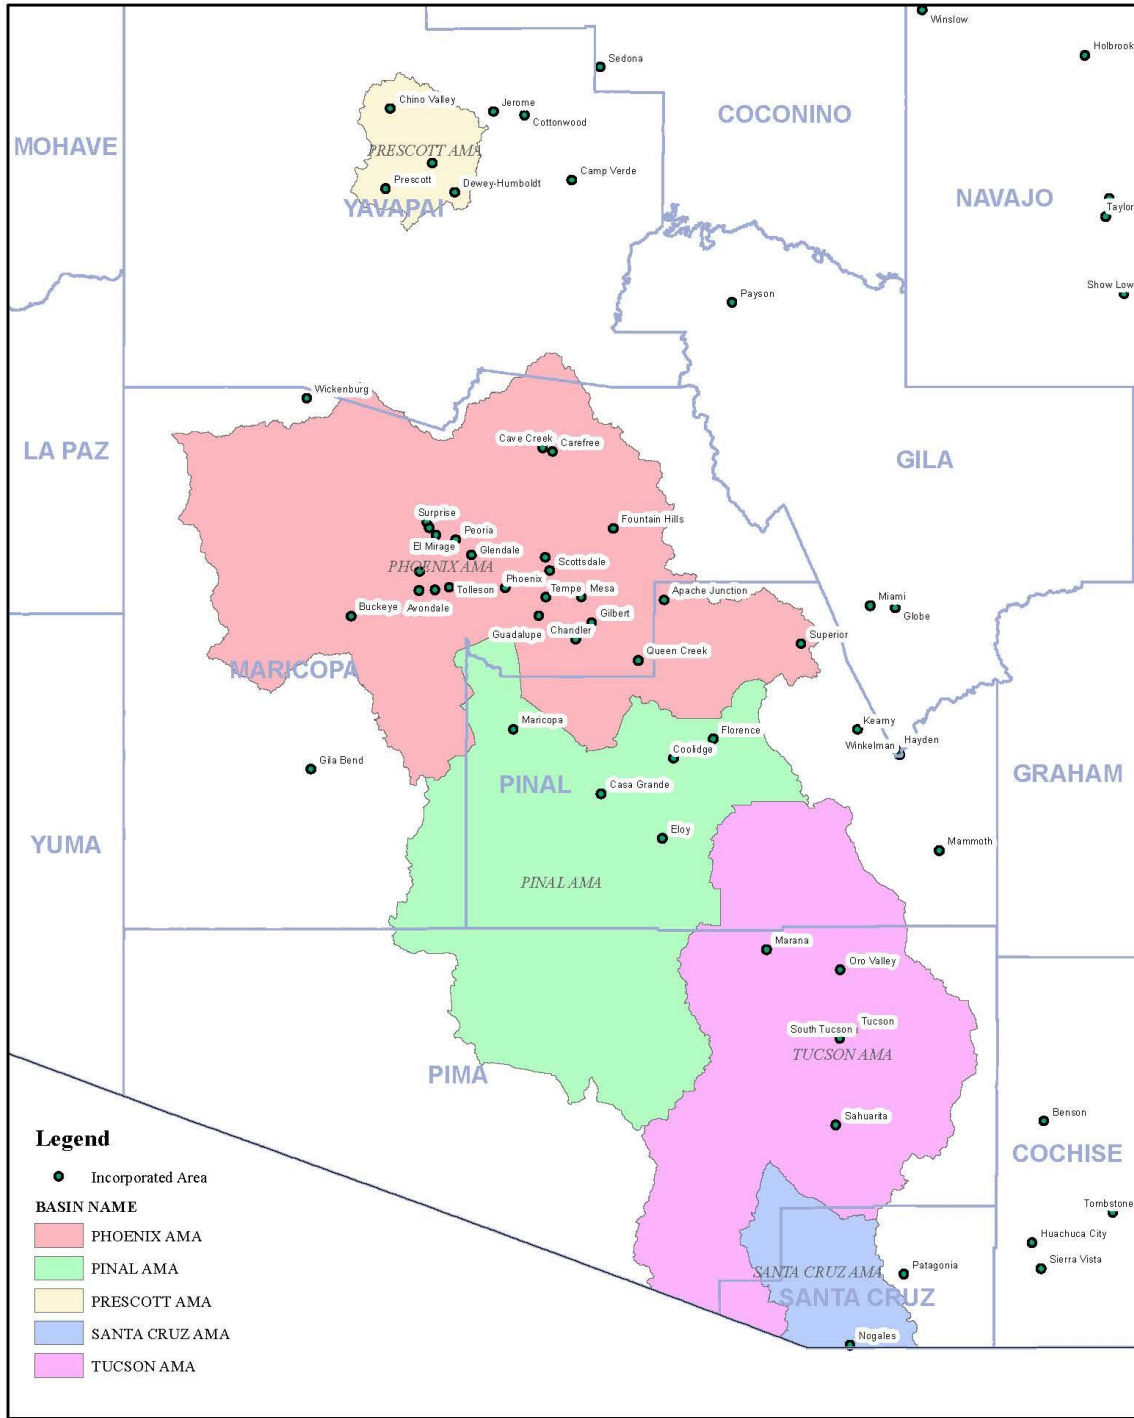 Winslow
Holbrook
Sedona
COCONINO
Chino Valley
Jerome
Cottonwood
MOHAVE
PRESCOTT AMA
Camp Verde
Prescott
Dewey-Humboldt
NAVAJO
YAVAPAI
Taylor
Show Low
Payson
Wickenburg
Cave Creek
Carefree
LA PAZ
GILA
Surprise
Fountain Hills
Peoria
El Mirage
Glendale
PHOENIX AMA
Scottsdale
Phoenix
Tolleson
Tempe
Mesa
Apache Junction
Miami
Buckeye
Avondale
Gilbert
Globe
Guadalupe
Chandler
Superior
Queen Creek
MARICOPA
Maricopa
Florence
Kearny
Winkelman
Hayden
Coolidge
Gila Bend
PINAL
Casa Grande
GRAHAM
YUMA
Eloy
Mammoth
PINAL AMA
Marana
Oro Valley
South Tucson
Tucson
TUCSON AMA
PIMA
Sahuarita
Benson
COCHISE
Tombstone
Huachuca City
Sierra Vista
SANTA CRUZ AMA
Patagonia
SANTA CRUZ
Nogales
Legend
Incorporated Area
BASIN NAME
PHOENIX AMA
PINAL AMA
PRESCOTT AMA
SANTA CRUZ AMA
TUCSON AMA